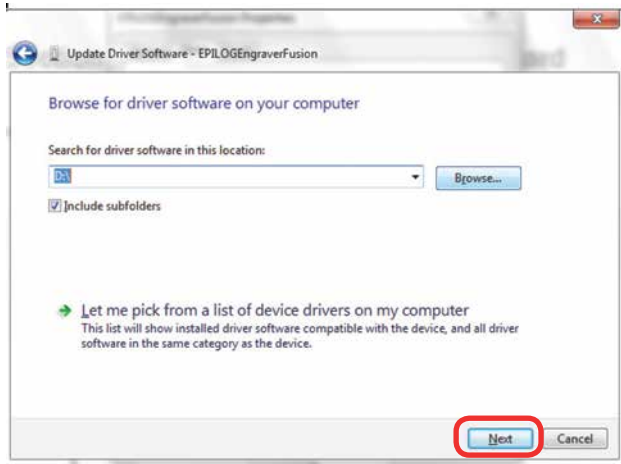 EPILOGEngraverFusion Properties
Update Driver Software - EPILOGEngraverFusion
Browse for driver software on your computer
Search for driver software in this location:
D:\
Browse...
Include subfolders
Let me pick from a list of device drivers on my computer
This list will show installed driver software compatible with the device, and all driver
software in the same category as the device.
Next
Cancel